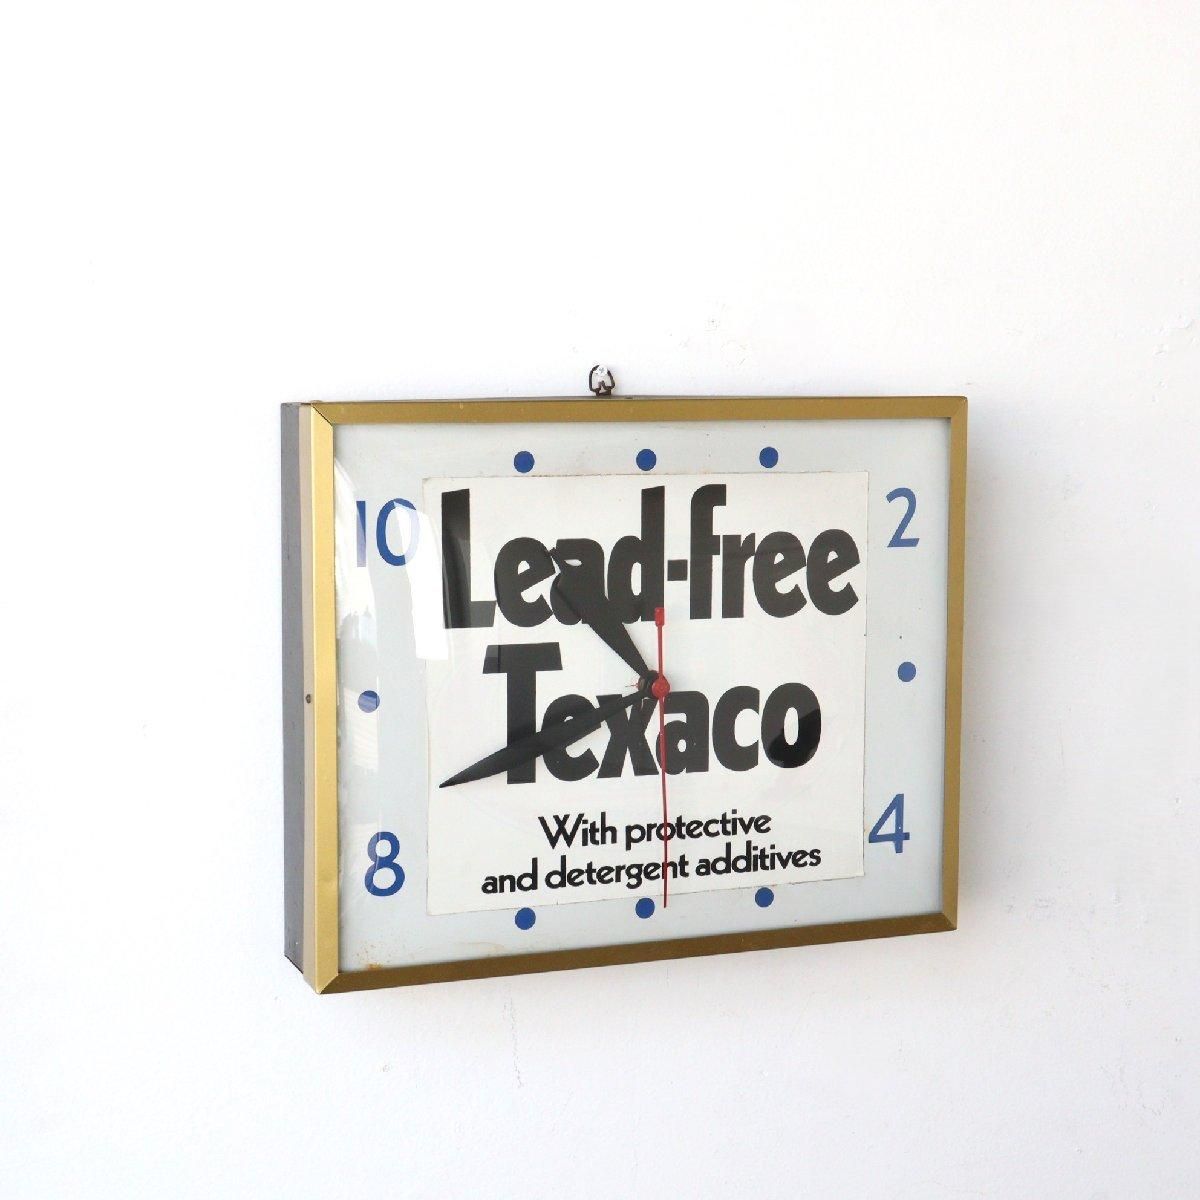 10
2
Lead-free
Texaco
8
4
With protective
and detergent additives